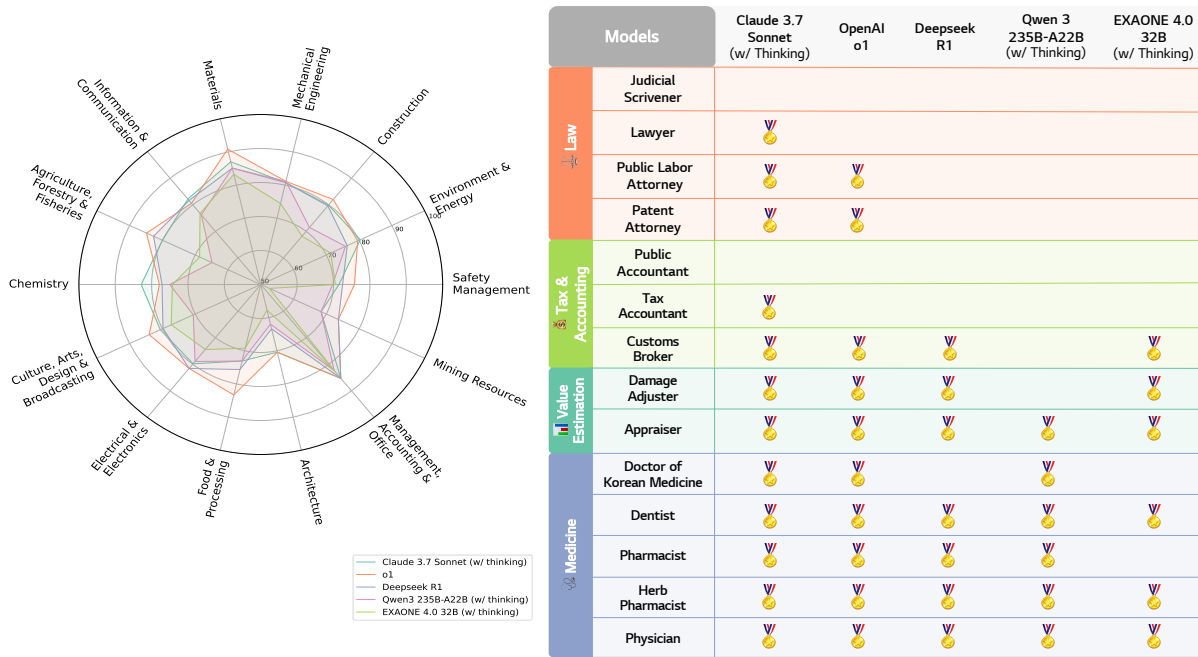 Materials
Mechanical
Engineering
Construction
Information &
Communication
Environment &
Energy
Agriculture,
Forestry &
Fisheries
100
90
80
70
60
50
Chemistry
Safety
Management
Culture, Arts,
Design &
Broadcasting
Mining Resources
Electrical &
Electronics
Food &
Processing
Architecture
Management,
Accounting &
Office
Claude 3.7 Sonnet (w/ thinking)
o1
Deepseek R1
Qwen3 235B-A22B (w/ thinking)
EXAONE 4.0 32B (w/ thinking)
Models
Claude 3.7
Sonnet
(w/ Thinking)
OpenAI
o1
Deepseek
R1
Qwen 3
235B-A22B
(w/ Thinking)
EXAONE 4.0
32B
(w/ Thinking)
Law
Judicial
Scrivener
Lawyer
Public Labor
Attorney
Patent
Attorney
Tax &
Accounting
Public
Accountant
Tax
Accountant
Customs
Broker
Value
Estimation
Damage
Adjuster
Appraiser
Medicine
Doctor of
Korean Medicine
Dentist
Pharmacist
Herb
Pharmacist
Physician